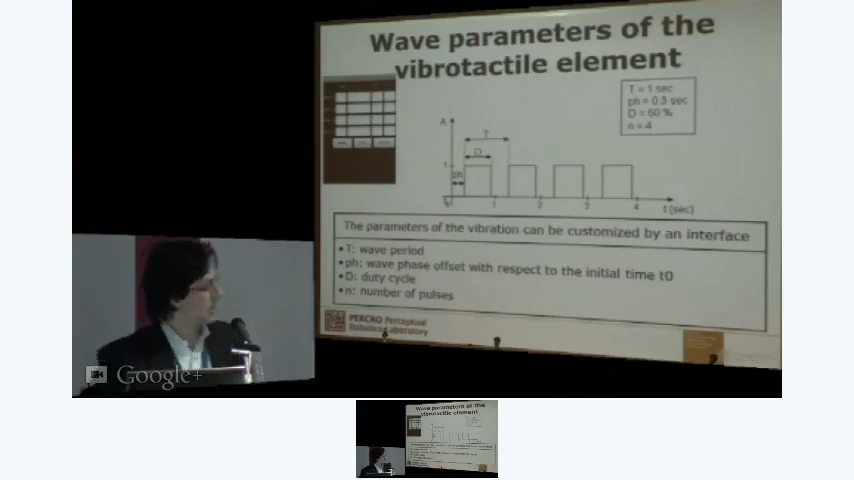 Wave parameters of the
vibrotactile element
T = 1 sec
ph = 0.3 sec
D = 60 %
n = 4
A
T
D
1
ph
1
2
3
4
t (sec)
The parameters of the vibration can be customized by an interface
• T: wave period
• ph: wave phase offset with respect to the initial time t0
• D: duty cycle
• n: number of pulses
PERCRO Perceptual
Robotics Laboratory
Google+